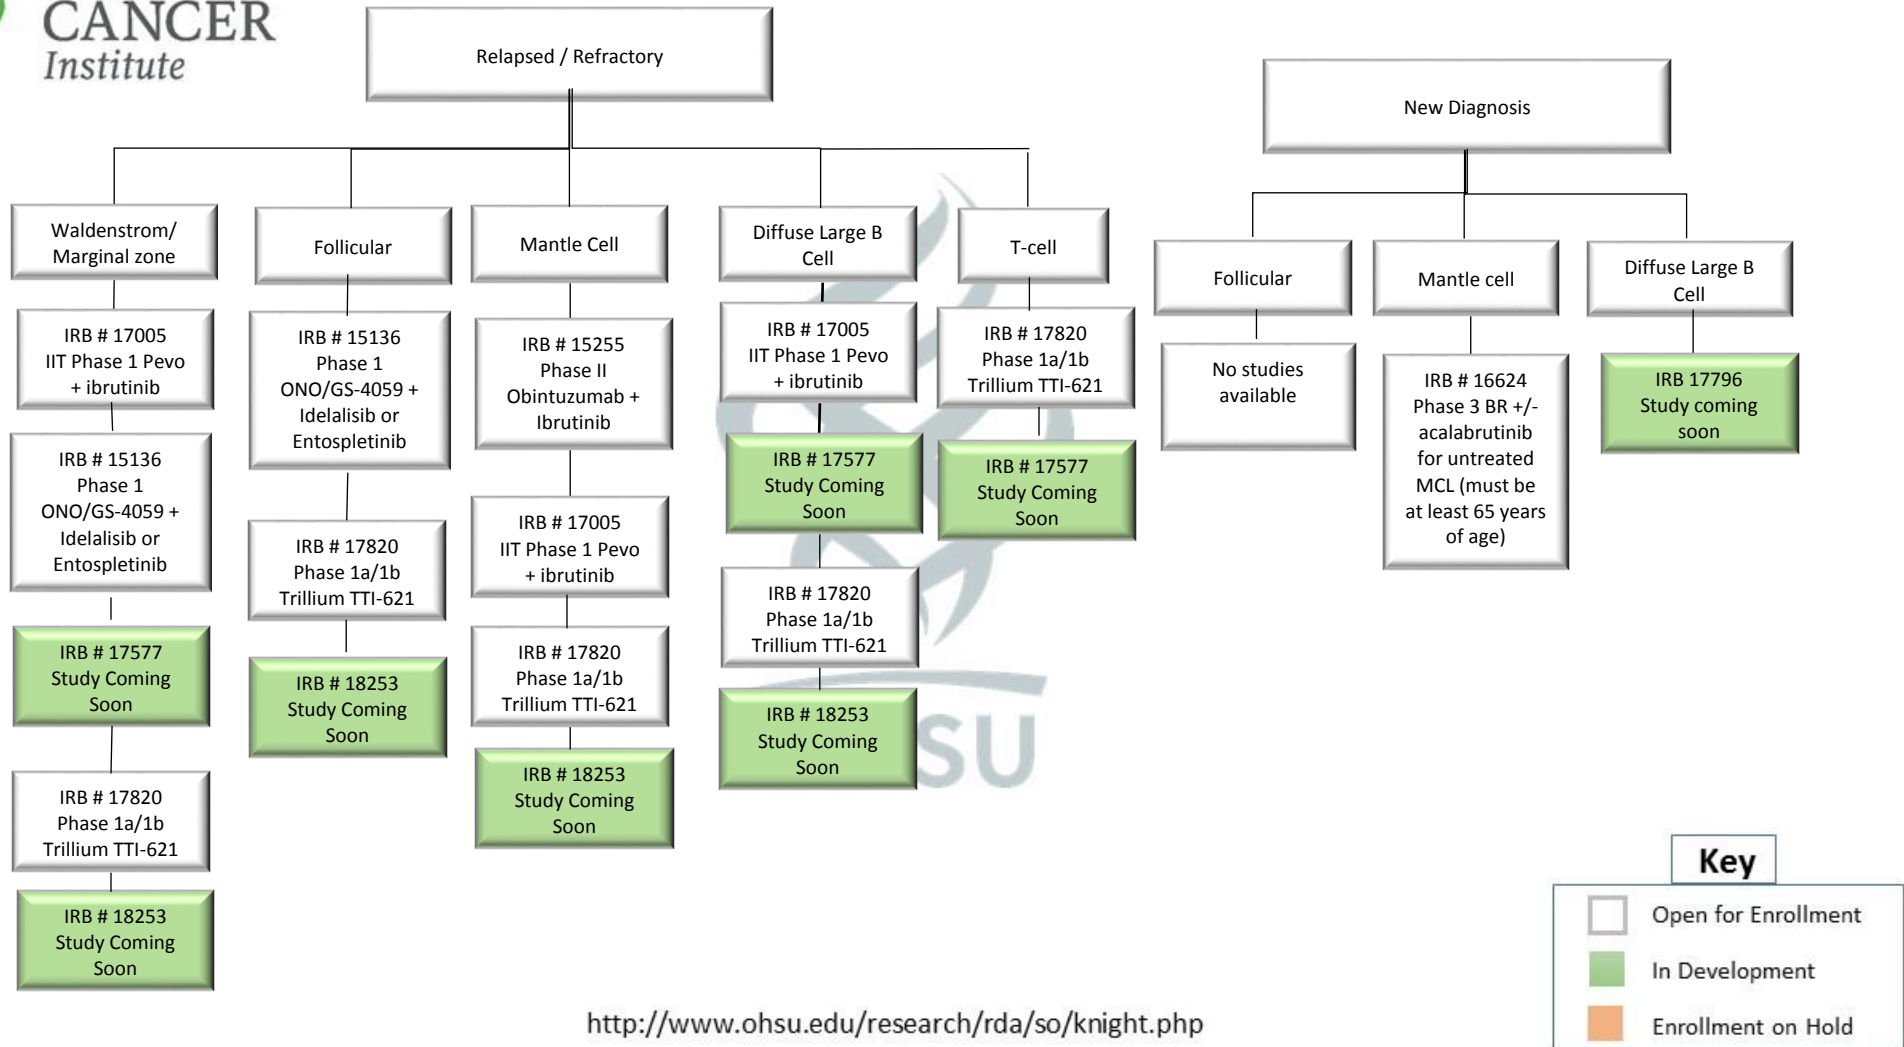 CANCER
Institute
Relapsed / Refractory
New Diagnosis
Waldenstrom/
Marginal zone
IRB # 17005
IIT Phase 1 Pevo
+ ibrutinib
IRB # 15136
Phase 1
ONO/GS-4059 +
Idelalisib or
Entospletinib
IRB # 17577
Study Coming
Soon
IRB # 17820
Phase 1a/1b
Trillium TTI-621
IRB # 18253
Study Coming
Soon
Follicular
IRB # 15136
Phase 1
ONO/GS-4059 +
Idelalisib or
Entospletinib
IRB # 17820
Phase 1a/1b
Trillium TTI-621
IRB # 18253
Study Coming
Soon
Mantle Cell
IRB # 15255
Phase II
Obintuzumab +
Ibrutinib
IRB # 17005
IIT Phase 1 Pevo
+ ibrutinib
IRB # 17820
Phase 1a/1b
Trillium TTI-621
IRB # 18253
Study Coming
Soon
Diffuse Large B
Cell
IRB # 17005
IIT Phase 1 Pevo
+ ibrutinib
IRB # 17577
Study Coming
Soon
IRB # 17820
Phase 1a/1b
Trillium TTI-621
IRB # 18253
Study Coming
Soon
T-cell
IRB # 17820
Phase 1a/1b
Trillium TTI-621
IRB # 17577
Study Coming
Soon
Follicular
No studies
available
Mantle cell
IRB # 16624
Phase 3 BR +/-
acalabrutinib
for untreated
MCL (must be
at least 65 years
of age)
Diffuse Large B
Cell
IRB 17796
Study coming
soon
SU
Key
Open for Enrollment
In Development
Enrollment on Hold
http://www.ohsu.edu/research/rda/so/knight.php